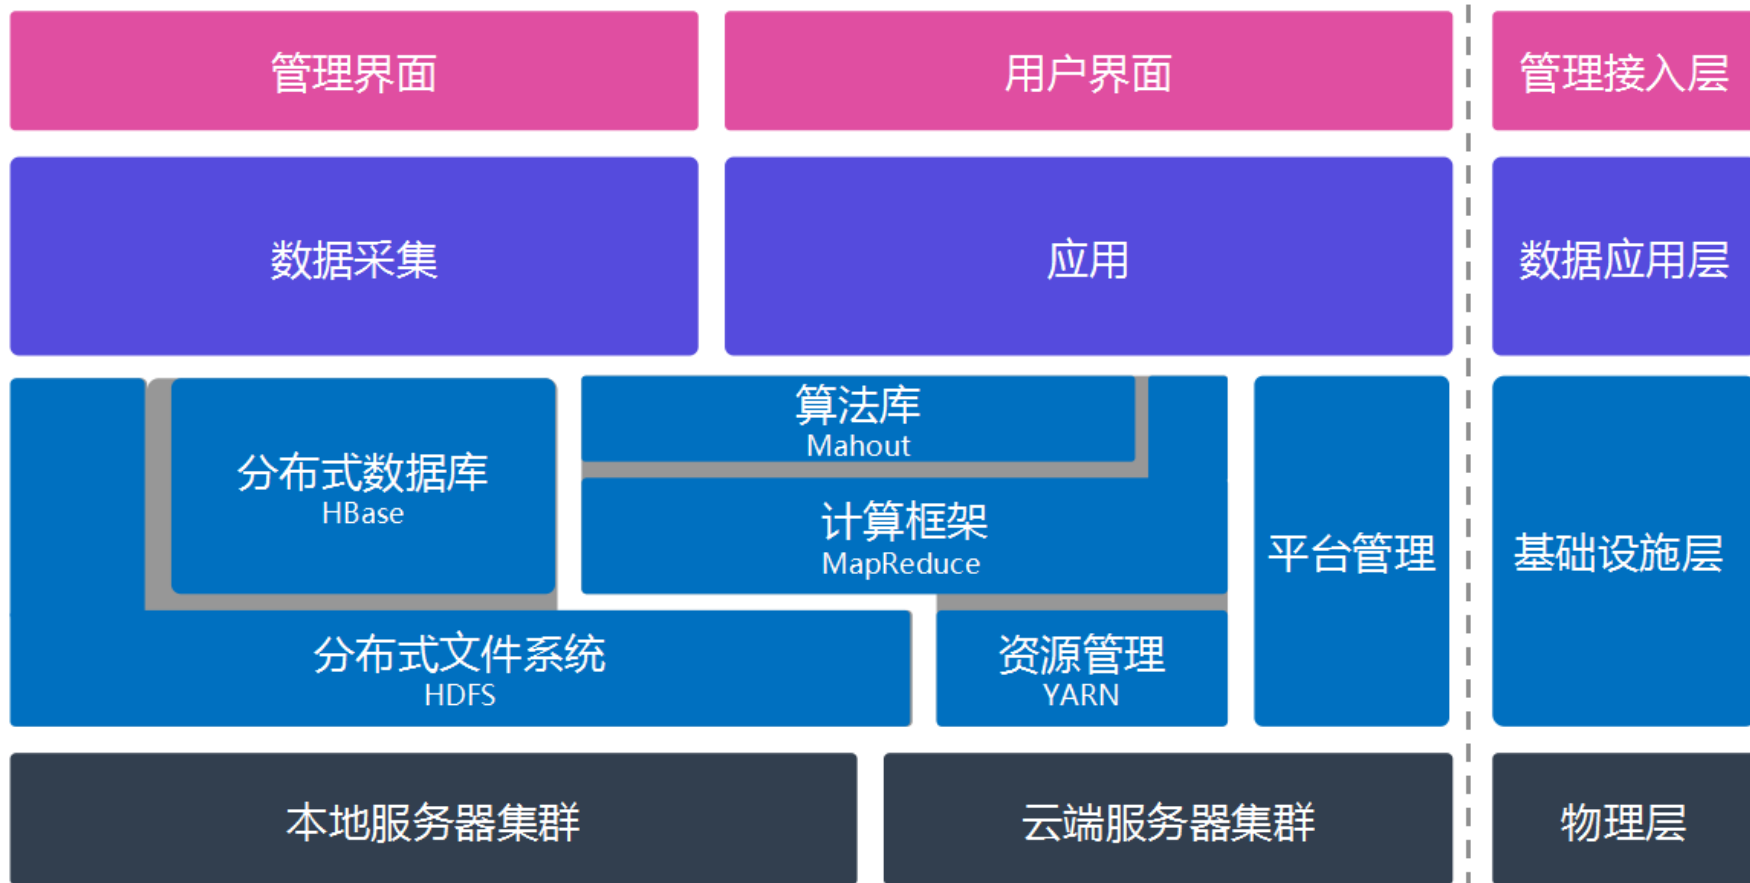 管理界面
用户界面
管理接入层
数据采集
应用
数据应用层
分布式数据库
HBase
算法库
Mahout
计算框架
MapReduce
平台管理
基础设施层
分布式文件系统
HDFS
资源管理
YARN
本地服务器集群
云端服务器集群
物理层